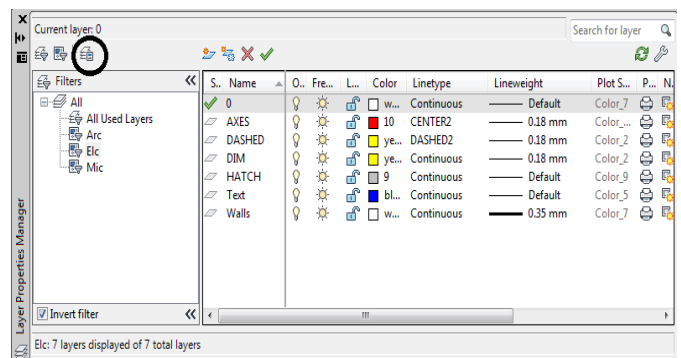 Current layer: 0
Search for layer
Filters
S.. Name O.. Fre... L... Color Linetype Lineweight Plot S... P... N.
All
All Used Layers
Arc
Elc
Mic
0 w... Continuous Default Color_7
AXES 10 CENTER2 0.18 mm Color_...
DASHED ye... DASHED2 0.18 mm Color_2
DIM ye... Continuous 0.18 mm Color_2
HATCH 9 Continuous Default Color_9
Text bl... Continuous Default Color_5
Walls w... Continuous 0.35 mm Color_7
Invert filter
Layer Properties Manager
Elc: 7 layers displayed of 7 total layers